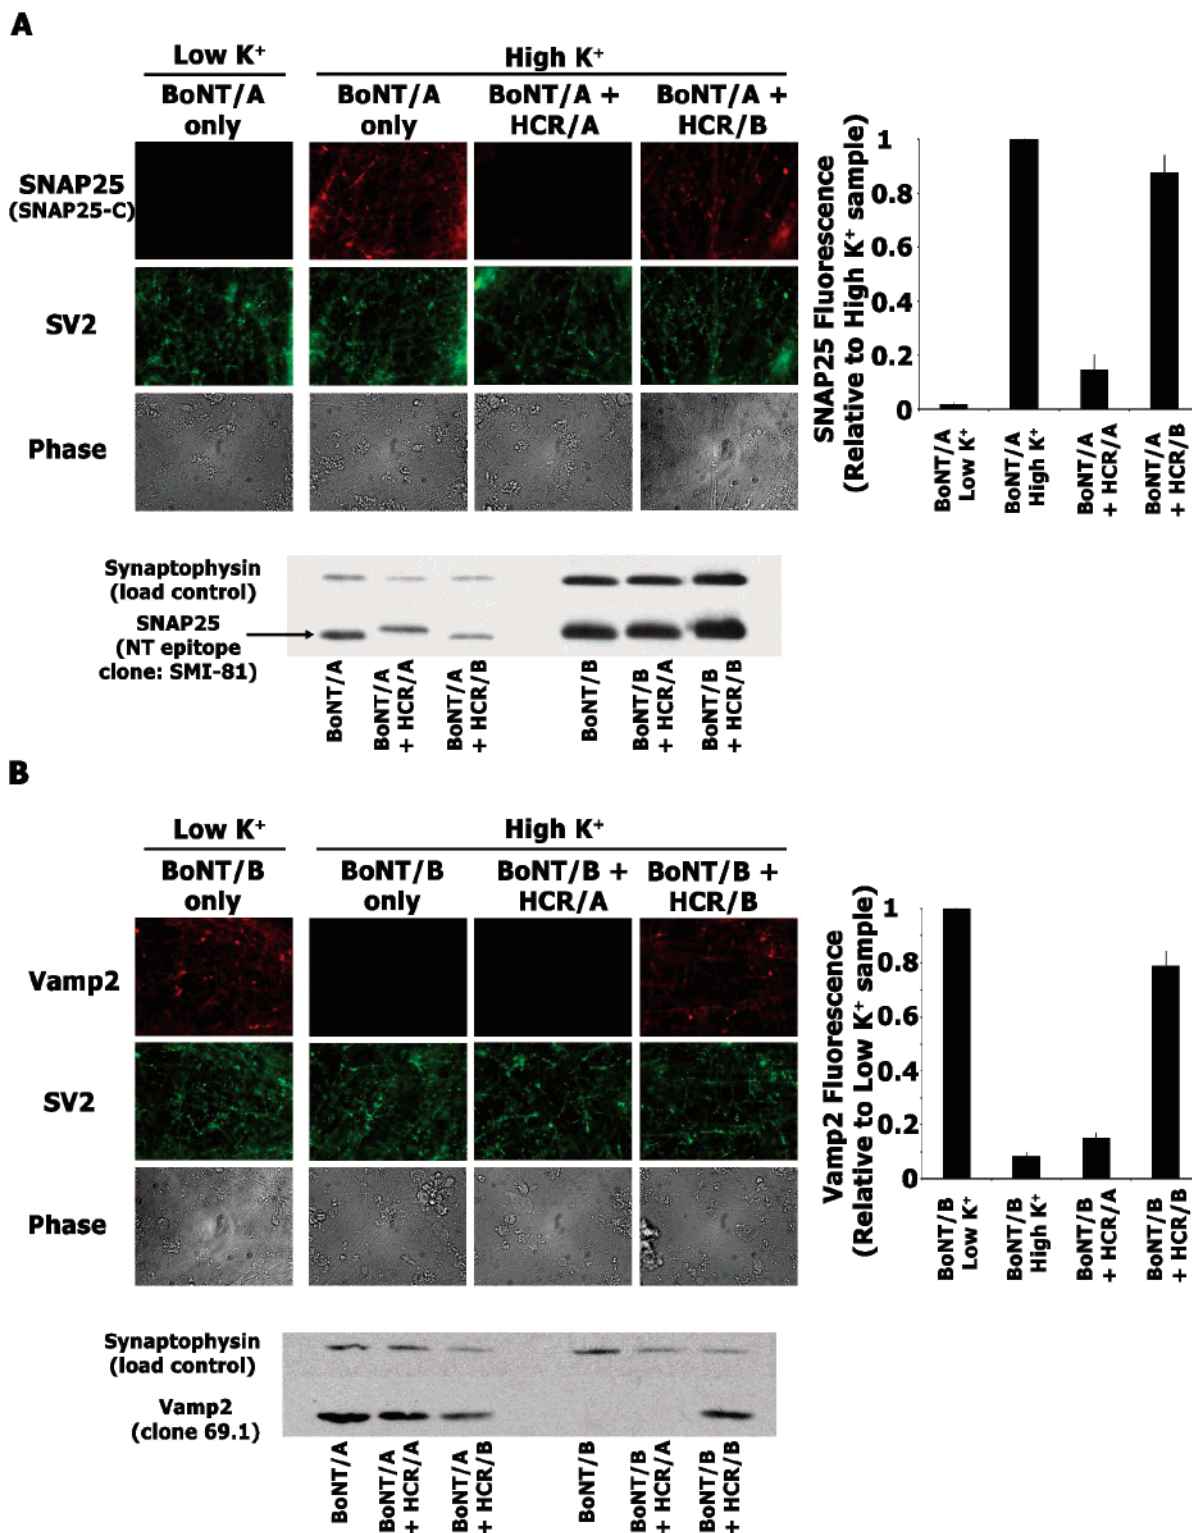 A
Low K+
High K+
BoNT/A only
BoNT/A only
BoNT/A + HCR/A
BoNT/A + HCR/B
SNAP25
(SNAP25-C)
SV2
Phase
SNAP25 Fluorescence
(Relative to High K+ sample)
1
0.8
0.6
0.4
0.2
0
BoNT/A Low K+
BoNT/A High K+
BoNT/A + HCR/A
BoNT/A + HCR/B
Synaptophysin
(load control)
SNAP25
(NT epitope
clone: SMI-81)
BoNT/A
BoNT/A + HCR/A
BoNT/A + HCR/B
BoNT/B
BoNT/B + HCR/A
BoNT/B + HCR/B
B
Low K+
High K+
BoNT/B only
BoNT/B only
BoNT/B + HCR/A
BoNT/B + HCR/B
Vamp2
SV2
Phase
Vamp2 Fluorescence
(Relative to Low K+ sample)
1
0.8
0.6
0.4
0.2
0
BoNT/B Low K+
BoNT/B High K+
BoNT/B + HCR/A
BoNT/B + HCR/B
Synaptophysin
(load control)
Vamp2
(clone 69.1)
BoNT/A
BoNT/A + HCR/A
BoNT/A + HCR/B
BoNT/B
BoNT/B + HCR/A
BoNT/B + HCR/B